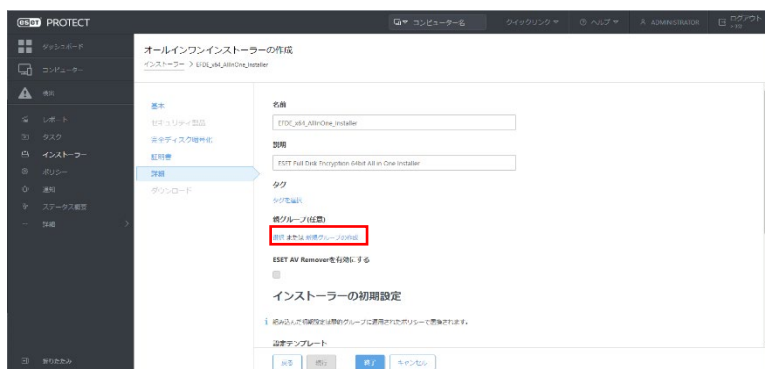 eset PROTECT
コンピューター名
クイックリンク
ヘルプ
ADMINISTRATOR
ログアウト
ダッシュボード
コンピューター
検出
レポート
タスク
インストーラー
ポリシー
通知
ステータス概要
詳細
折りたたみ
オールインワンインストーラーの作成
インストーラー > EFDE_x64_AllInOne_Installer
基本
セキュリティ製品
完全ディスク暗号化
証明書
詳細
ダウンロード
名前
EFDE_x64_AllInOne_Installer
説明
ESET Full Disk Encryption 64bit All in One Installer
タグ
タグを選択
親グループ(任意)
選択 または 新規グループの作成
ESET AV Removerを有効にする
インストーラーの初期設定
組み込んだ初期設定は静的グループに適用されたポリシーで置換されます。
設定テンプレート
戻る 続行 終了 キャンセル